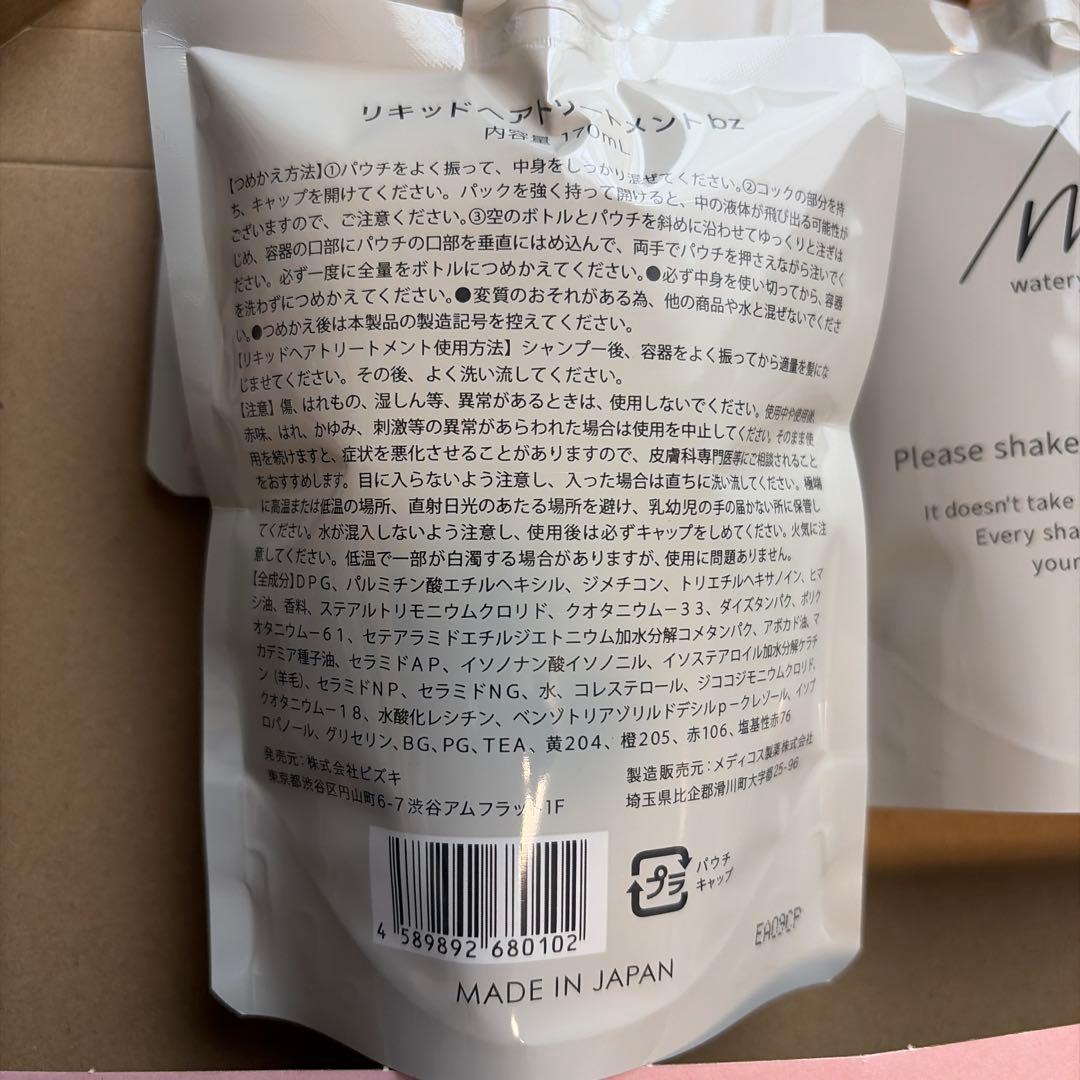 リキッドヘアトリートメントbz
内容量 170mL
【つめかえ方法】①パウチをよく振って、中身をしっかり混ぜてください。②コックの部分を持
ち、キャップを開けてください。パックを強く持って開けると、中の液体が飛び出る可能性が
ございますので、ご注意ください。③空のボトルとパウチを斜めに沿わせてゆっくりと注ぎは
じめ、容器の口部にパウチの口部を垂直にはめ込んで、両手でパウチを押さえながら注いでく
ださい。必ず一度に全量をボトルにつめかえてください。●必ず中身を使い切ってから、容器
を洗わずにつめかえてください。●変質のおそれがある為、他の商品や水と混ぜないでくださ
い。●つめかえ後は本製品の製造記号を控えてください。
【リキッドヘアトリートメント使用方法】シャンプー後、容器をよく振ってから適量を髪にな
じませてください。その後、よく洗い流してください。
【注意】傷、はれもの、湿しん等、異常があるときは、使用しないでください。使用中や使用後、
赤味、はれ、かゆみ、刺激等の異常があらわれた場合は使用を中止してください。そのまま使
用を続けますと、症状を悪化させることがありますので、皮膚科専門医等にご相談されること
をおすすめします。目に入らないよう注意し、入った場合は直ちに洗い流してください。極端
に高温または低温の場所、直射日光のあたる場所を避け、乳幼児の手の届かない所に保管し
てください。水が混入しないよう注意し、使用後は必ずキャップをしめてください。火気に注
意してください。低温で一部が白濁する場合がありますが、使用に問題ありません。
【全成分】DPG、パルミチン酸エチルヘキシル、ジメチコン、トリエチルヘキサノイン、ヒマ
シ油、香料、ステアルトリモニウムクロリド、クオタニウム－33、ダイズタンパク、ポリク
オタニウム－61、セテアラミドエチルジエトニウム加水分解コメタンパク、アボカド油、マ
カデミア種子油、セラミドAP、イソノナン酸イソノニル、イソステアロイル加水分解ケラチ
ン（羊毛）、セラミドNP、セラミドNG、水、コレステロール、ジココジモニウムクロリド、
クオタニウム－18、水酸化レシチン、ベンゾトリアゾリルドデシルp－クレゾール、イソプ
ロパノール、グリセリン、BG、PG、TEA、黄204、橙205、赤106、塩基性赤76
発売元：株式会社ビズキ
東京都渋谷区円山町6-7渋谷アムフラット1F
製造販売元：メディコス製薬株式会社
埼玉県比企郡滑川町大字都25-96
4 589892 680102
プラ
パウチ
キャップ
EA09CP
MADE IN JAPAN
watery
Please shake
It doesn't take
Every sha
your